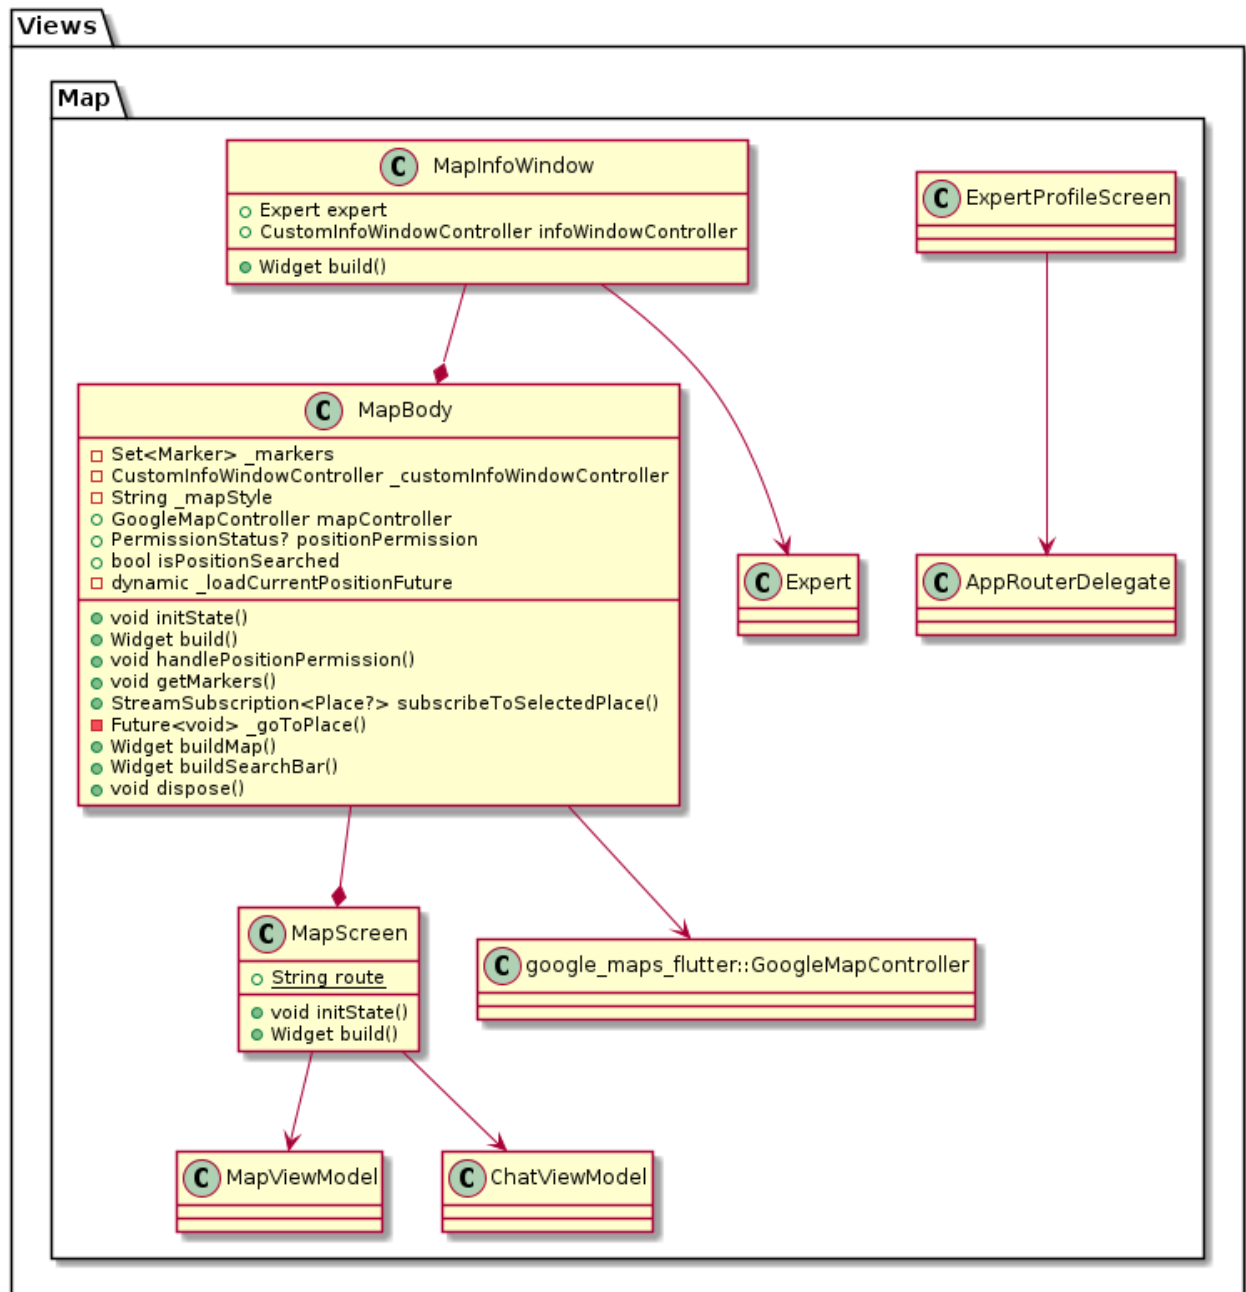 Views
Map
C MapInfoWindow
Expert expert
CustomInfoWindowController infoWindowController
Widget build()
C ExpertProfileScreen
C MapBody
Set<Marker> _markers
CustomInfoWindowController _customInfoWindowController
String _mapStyle
GoogleMapController mapController
PermissionStatus? positionPermission
bool isPositionSearched
dynamic _loadCurrentPositionFuture
void initState()
Widget build()
void handlePositionPermission()
void getMarkers()
StreamSubscription<Place?> subscribeToSelectedPlace()
Future<void> _goToPlace()
Widget buildMap()
Widget buildSearchBar()
void dispose()
C Expert
C AppRouterDelegate
C MapScreen
String route
void initState()
Widget build()
C google_maps_flutter::GoogleMapController
C MapViewModel
C ChatViewModel